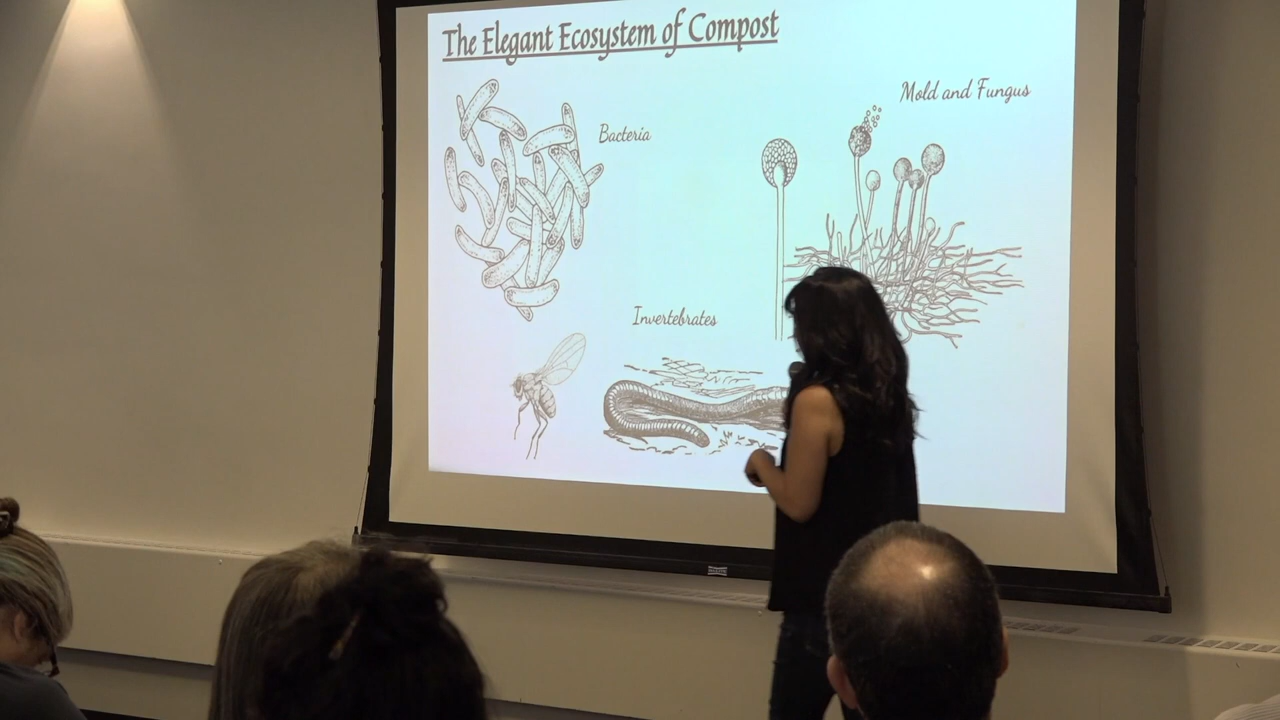 The Elegant Ecosystem of Compost
Mold and Fungus
Bacteria
Invertebrates